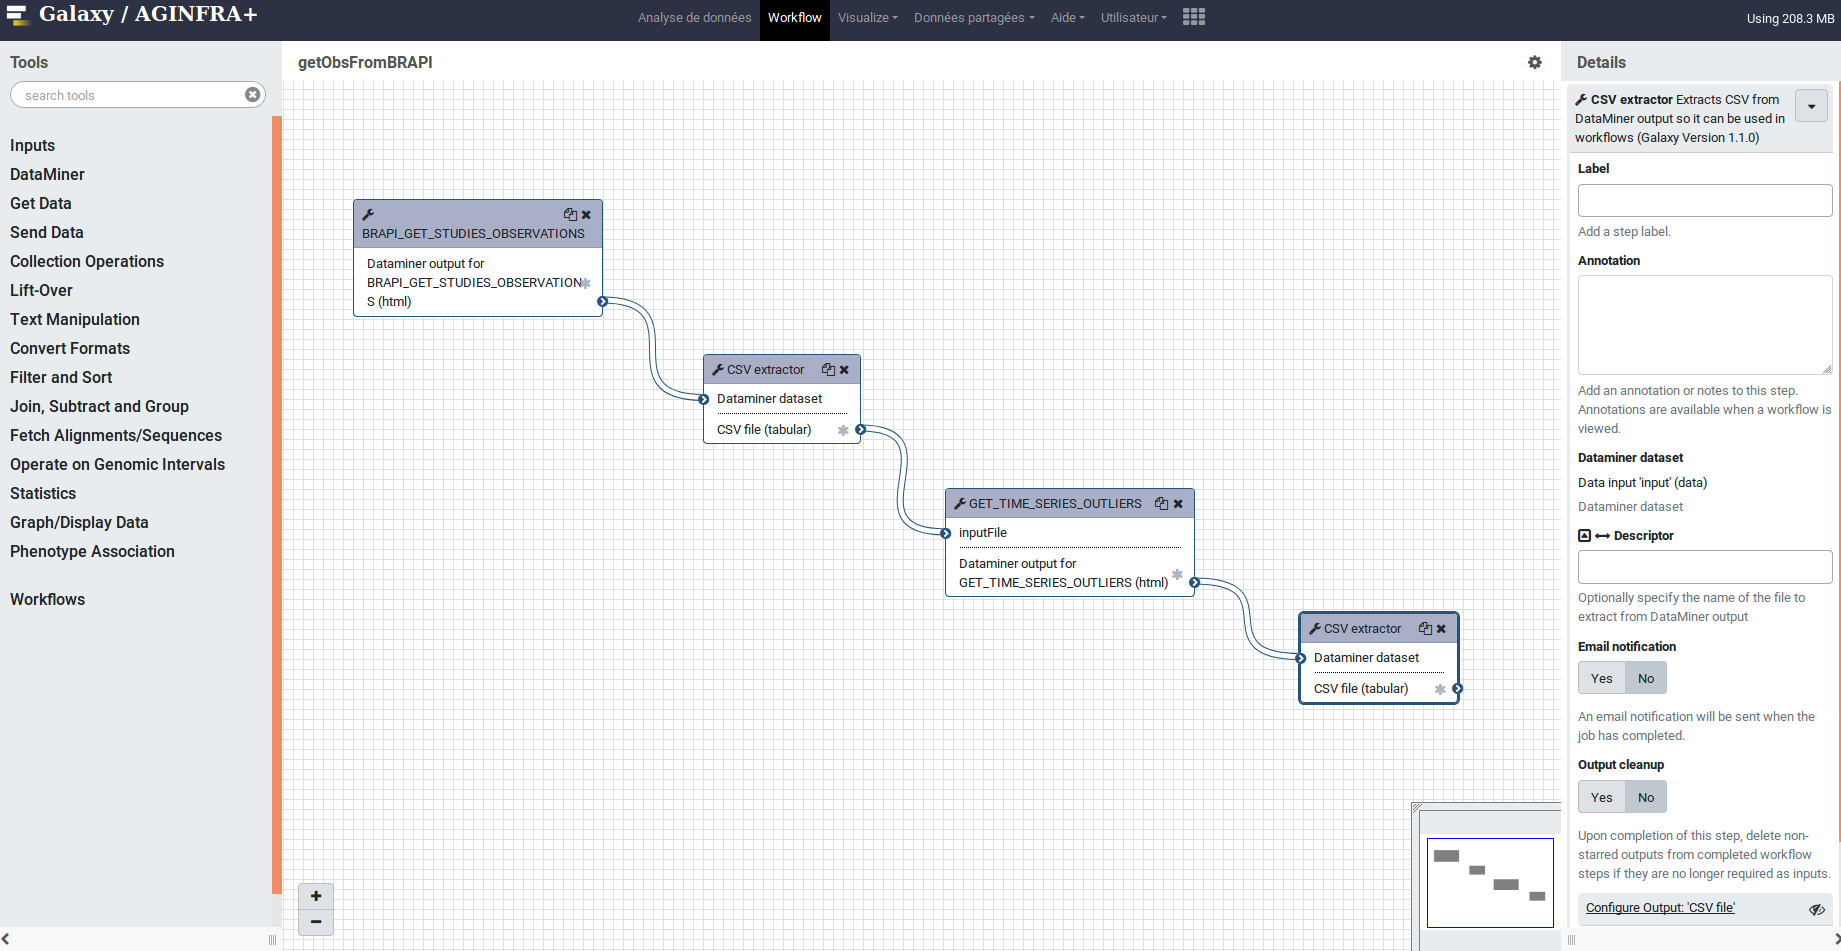 Galaxy / AGINFRA+
Analyse de données
Workflow
Visualize
Données partagées
Aide
Utilisateur
Using 208.3 MB
Tools
search tools
Inputs
DataMiner
Get Data
Send Data
Collection Operations
Lift-Over
Text Manipulation
Convert Formats
Filter and Sort
Join, Subtract and Group
Fetch Alignments/Sequences
Operate on Genomic Intervals
Statistics
Graph/Display Data
Phenotype Association
Workflows
getObsFromBRAPI
BRAPI_GET_STUDIES_OBSERVATIONS
Dataminer output for
BRAPI_GET_STUDIES_OBSERVATION
S (html)
CSV extractor
Dataminer dataset
CSV file (tabular)
GET_TIME_SERIES_OUTLIERS
inputFile
Dataminer output for
GET_TIME_SERIES_OUTLIERS (html)
CSV extractor
Dataminer dataset
CSV file (tabular)
+
−
Details
CSV extractor Extracts CSV from
DataMiner output so it can be used in
workflows (Galaxy Version 1.1.0)
Label
Add a step label.
Annotation
Add an annotation or notes to this step.
Annotations are available when a workflow is
viewed.
Dataminer dataset
Data input 'input' (data)
Dataminer dataset
Descriptor
Optionally specify the name of the file to
extract from DataMiner output
Email notification
Yes No
An email notification will be sent when the
job has completed.
Output cleanup
Yes No
Upon completion of this step, delete non-
starred outputs from completed workflow
steps if they are no longer required as inputs.
Configure Output: 'CSV file'